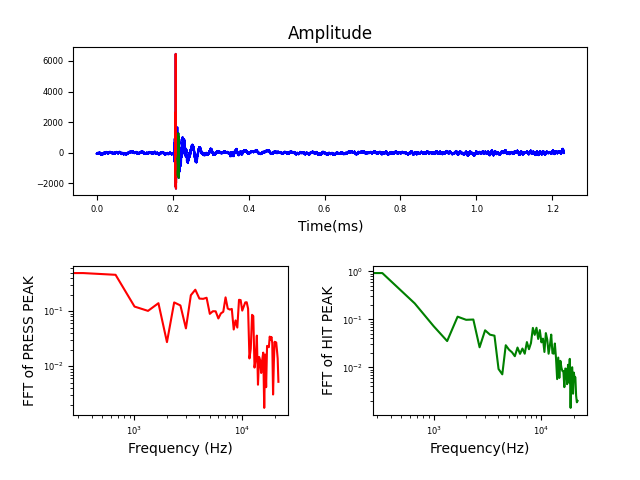 Amplitude
6000
4000
2000
0
−2000
0.0 0.2 0.4 0.6 0.8 1.0 1.2
Time(ms)
FFT of PRESS PEAK
10⁻¹
10⁻²
10³ 10⁴
Frequency (Hz)
FFT of HIT PEAK
10⁰
10⁻¹
10⁻²
10³ 10⁴
Frequency(Hz)